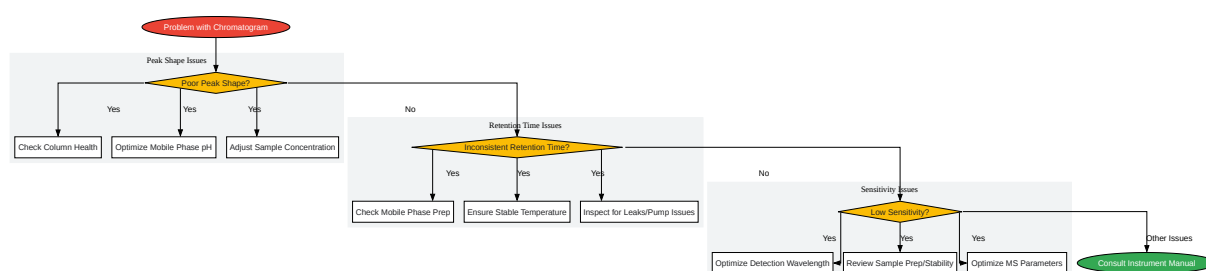 Problem with Chromatogram
Peak Shape Issues
Poor Peak Shape?
Yes
Yes
Yes
No
Check Column Health
Optimize Mobile Phase pH
Adjust Sample Concentration
Retention Time Issues
Inconsistent Retention Time?
Yes
Yes
Yes
No
Check Mobile Phase Prep
Ensure Stable Temperature
Inspect for Leaks/Pump Issues
Sensitivity Issues
Low Sensitivity?
Yes
Yes
Yes
Other Issues
Optimize Detection Wavelength
Review Sample Prep/Stability
Optimize MS Parameters
Consult Instrument Manual